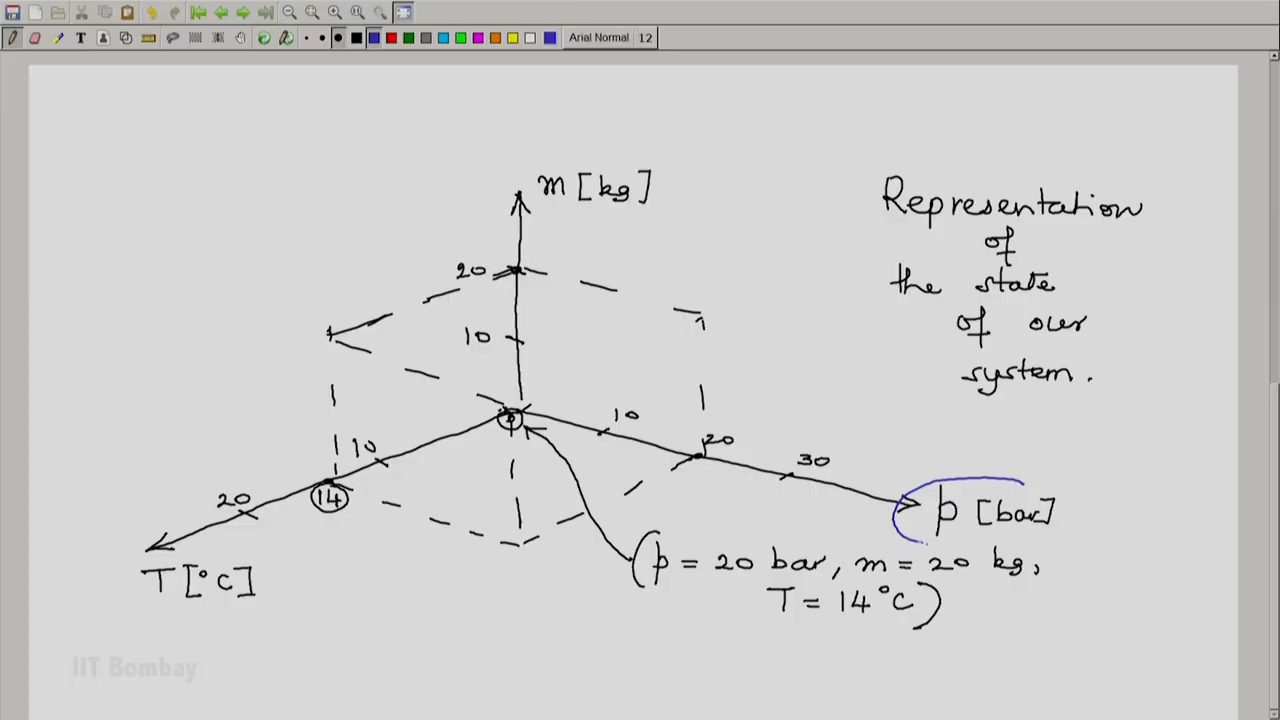 Arial Normal 12
m [kg]
Representation
of
the state
of our
system.
20
10
10
20
30
10
14
20
p [bar]
T [°C]
(p = 20 bar, m = 20 kg,
T = 14°C)
IIT Bombay